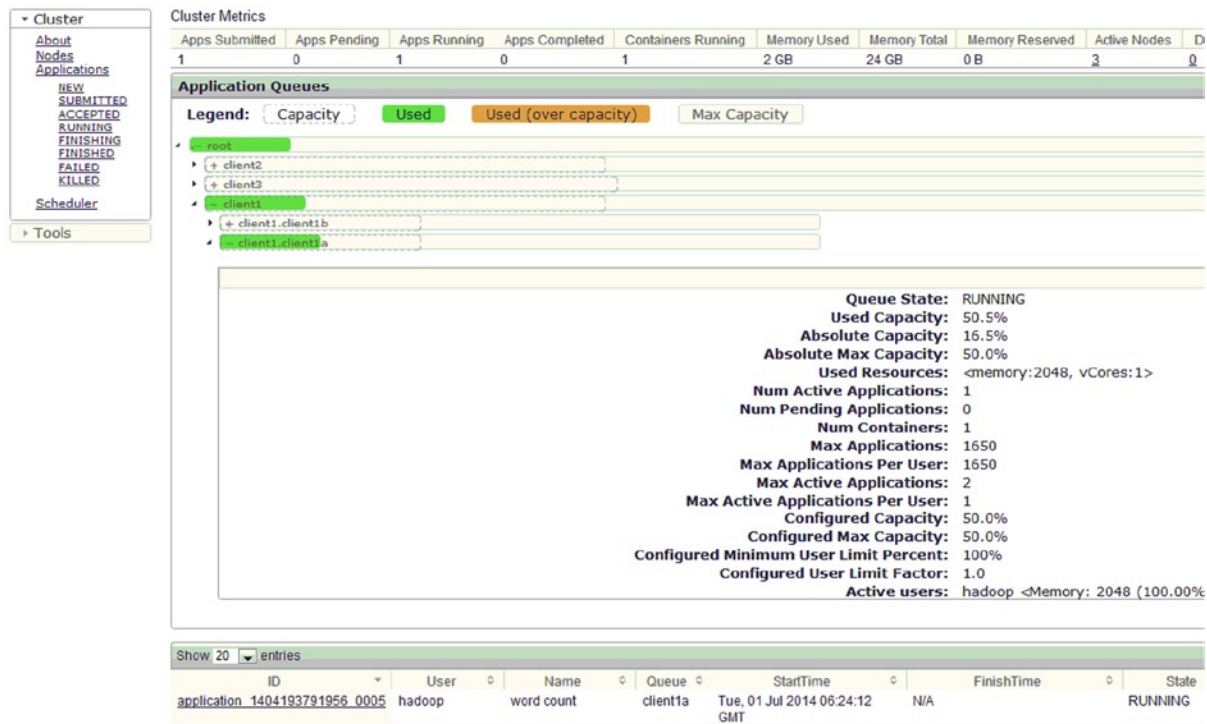 Cluster
About
Nodes
Applications
NEW
SUBMITTED
ACCEPTED
RUNNING
FINISHING
FINISHED
FAILED
KILLED
Scheduler
Tools
Cluster Metrics
Apps Submitted Apps Pending Apps Running Apps Completed Containers Running Memory Used Memory Total Memory Reserved Active Nodes D
1 0 1 0 1 2 GB 24 GB 0 B 3 0
Application Queues
Legend: Capacity Used Used (over capacity) Max Capacity
- root
+ client2
+ client3
- client1
+ client1.client1b
- client1.client1a
Queue State: RUNNING
Used Capacity: 50.5%
Absolute Capacity: 16.5%
Absolute Max Capacity: 50.0%
Used Resources: <memory:2048, vCores:1>
Num Active Applications: 1
Num Pending Applications: 0
Num Containers: 1
Max Applications: 1650
Max Applications Per User: 1650
Max Active Applications: 2
Max Active Applications Per User: 1
Configured Capacity: 50.0%
Configured Max Capacity: 50.0%
Configured Minimum User Limit Percent: 100%
Configured User Limit Factor: 1.0
Active users: hadoop <Memory: 2048 (100.00%
Show 20 entries
ID User Name Queue StartTime FinishTime State
application_1404193791956_0005 hadoop word count client1a Tue, 01 Jul 2014 06:24:12 N/A RUNNING
GMT